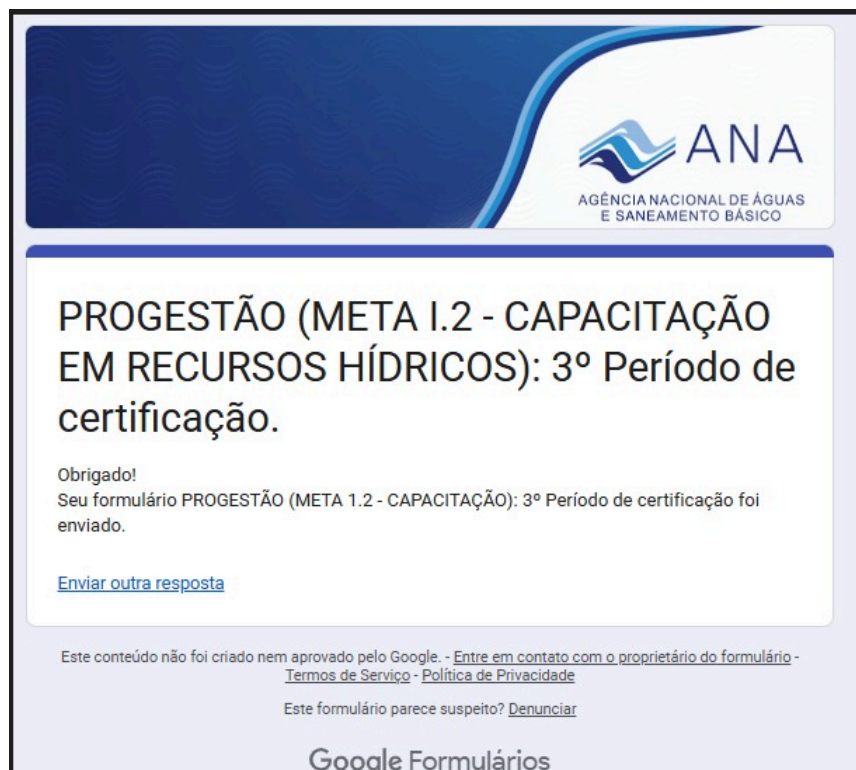 ANA
AGÊNCIA NACIONAL DE ÁGUAS
E SANEAMENTO BÁSICO
PROGESTÃO (META I.2 - CAPACITAÇÃO
EM RECURSOS HÍDRICOS): 3º Período de
certificação.
Obrigado!
Seu formulário PROGESTÃO (META 1.2 - CAPACITAÇÃO): 3º Período de certificação foi
enviado.
Enviar outra resposta
Este conteúdo não foi criado nem aprovado pelo Google. - Entre em contato com o proprietário do formulário -
Termos de Serviço - Política de Privacidade
Este formulário parece suspeito? Denunciar
Google Formulários